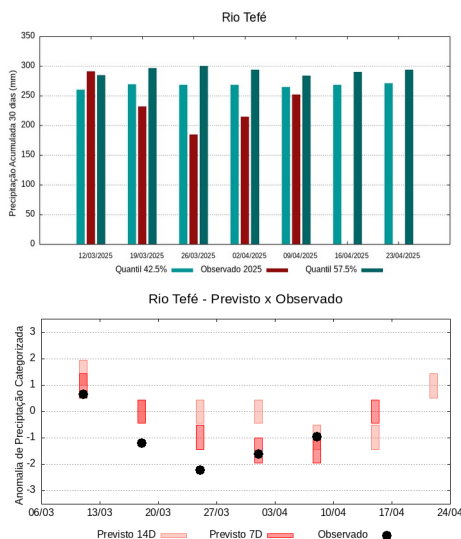 Rio Tefé
Precipitação Acumulada 30 dias (mm)
350
300
250
200
150
100
50
0
12/03/2025 19/03/2025 26/03/2025 02/04/2025 09/04/2025 16/04/2025 23/04/2025
Quantil 42.5% Observado 2025 Quantil 57.5%
Rio Tefé - Previsto x Observado
Anomalia de Precipitação Categorizada
3
2
1
0
-1
-2
-3
06/03 13/03 20/03 27/03 03/04 10/04 17/04 24/04
Previsto 14D Previsto 7D Observado